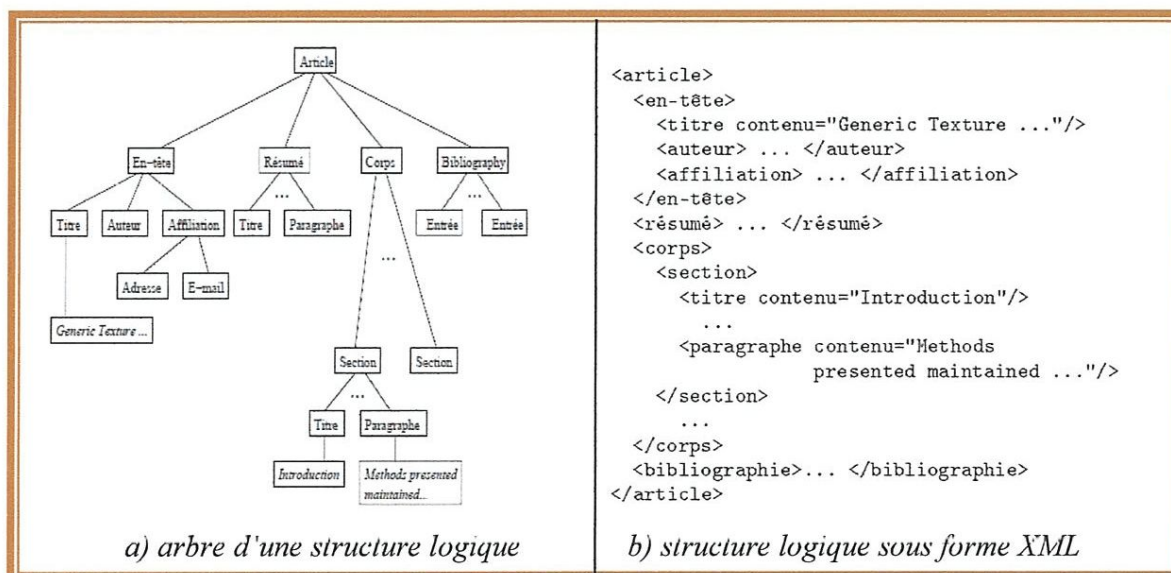 Article
En-tête Résumé Corps Bibliography
... ...
Titre Auteur Affiliation Titre Paragraphe Entrée Entrée
...
Adresse E-mail
Generic Texture ...
Section Section
...
Titre Paragraphe
Introduction Methods presented
maintained...
a) arbre d'une structure logique
<article>
<en-tête>
<titre contenu="Generic Texture ..."/>
<auteur> ... </auteur>
<affiliation> ... </affiliation>
</en-tête>
<résumé> ... </résumé>
<corps>
<section>
<titre contenu="Introduction"/>
...
<paragraphe contenu="Methods
presented maintained ..."/>
</section>
...
</corps>
<bibliographie>... </bibliographie>
</article>
b) structure logique sous forme XML